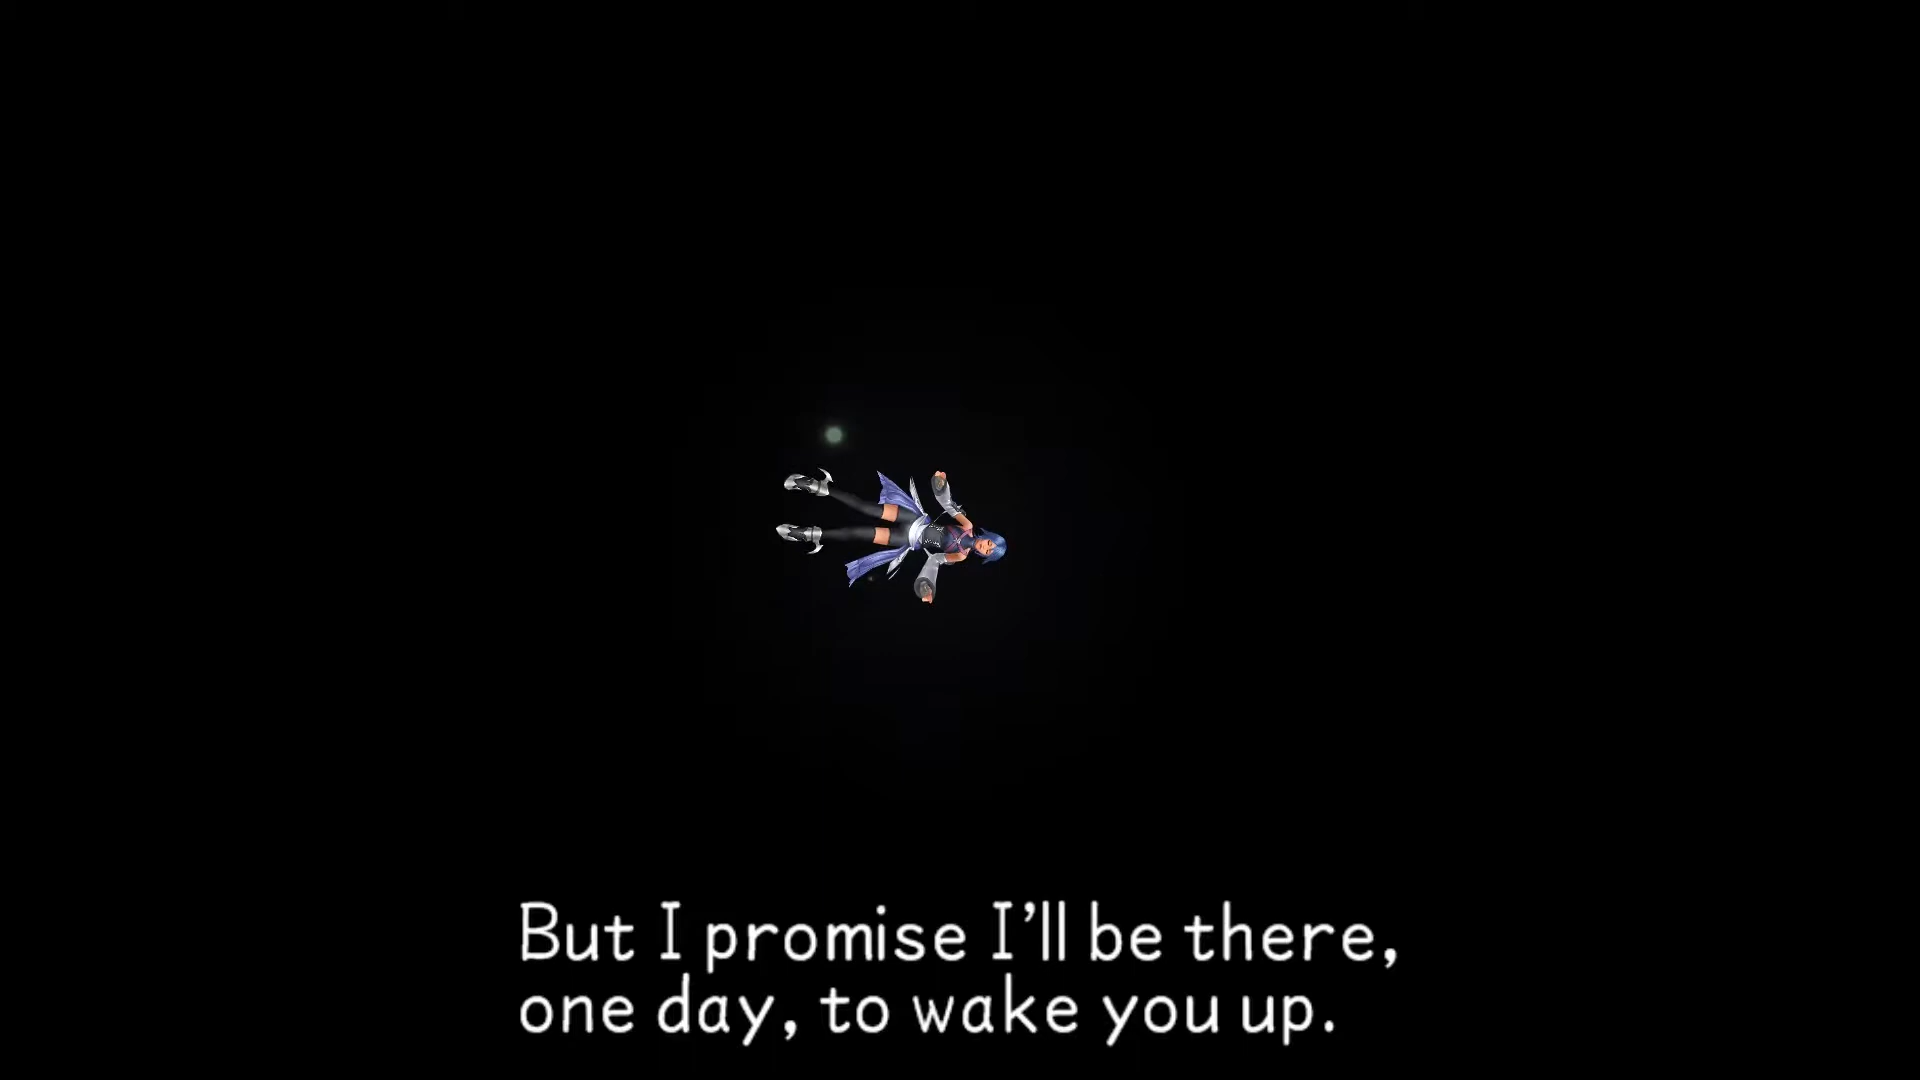 But I promise I’ll be there,
one day, to wake you up.